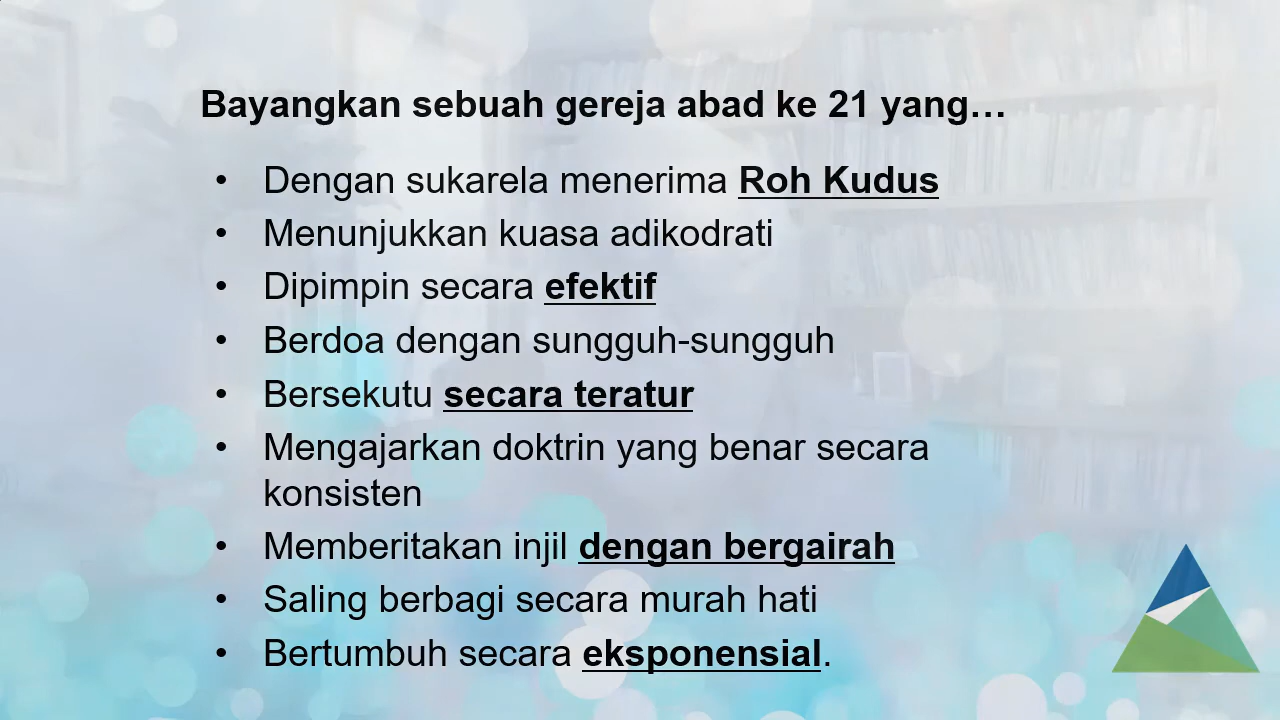 Bayangkan sebuah gereja abad ke 21 yang…
• Dengan sukarela menerima Roh Kudus
• Menunjukkan kuasa adikodrati
• Dipimpin secara efektif
• Berdoa dengan sungguh-sungguh
• Bersekutu secara teratur
• Mengajarkan doktrin yang benar secara
konsisten
• Memberitakan injil dengan bergairah
• Saling berbagi secara murah hati
• Bertumbuh secara eksponensial.